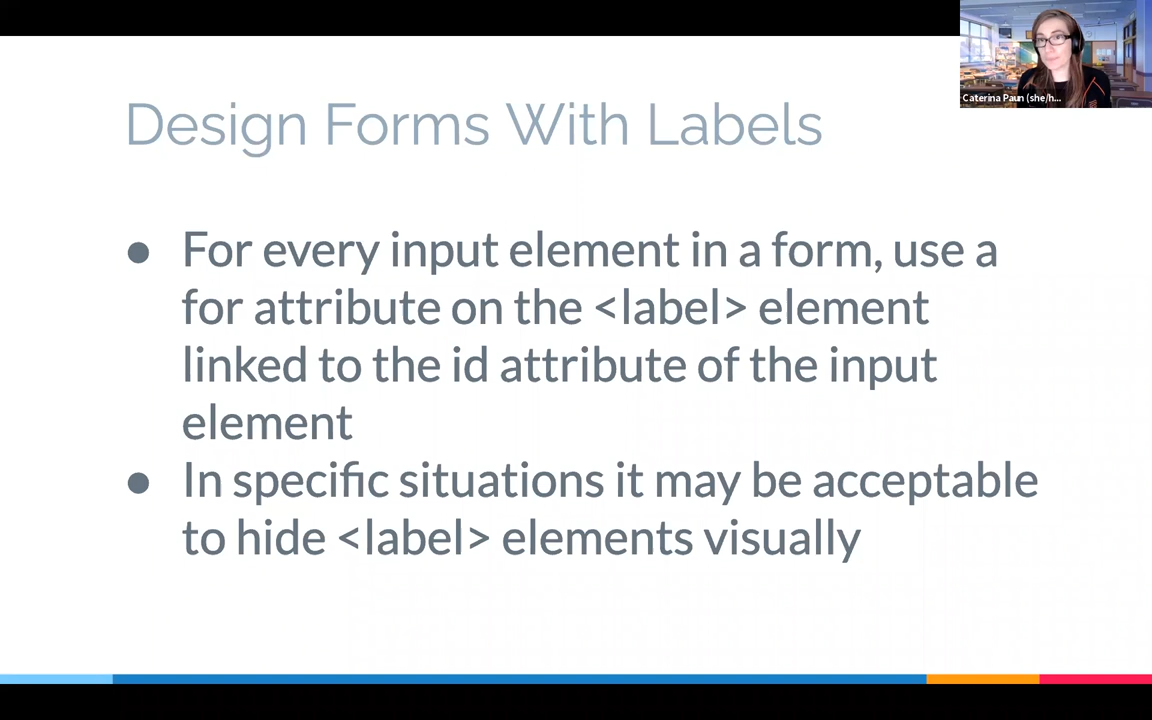 Caterina Paun (she/h...
Design Forms With Labels
● For every input element in a form, use a
for attribute on the <label> element
linked to the id attribute of the input
element
● In specific situations it may be acceptable
to hide <label> elements visually